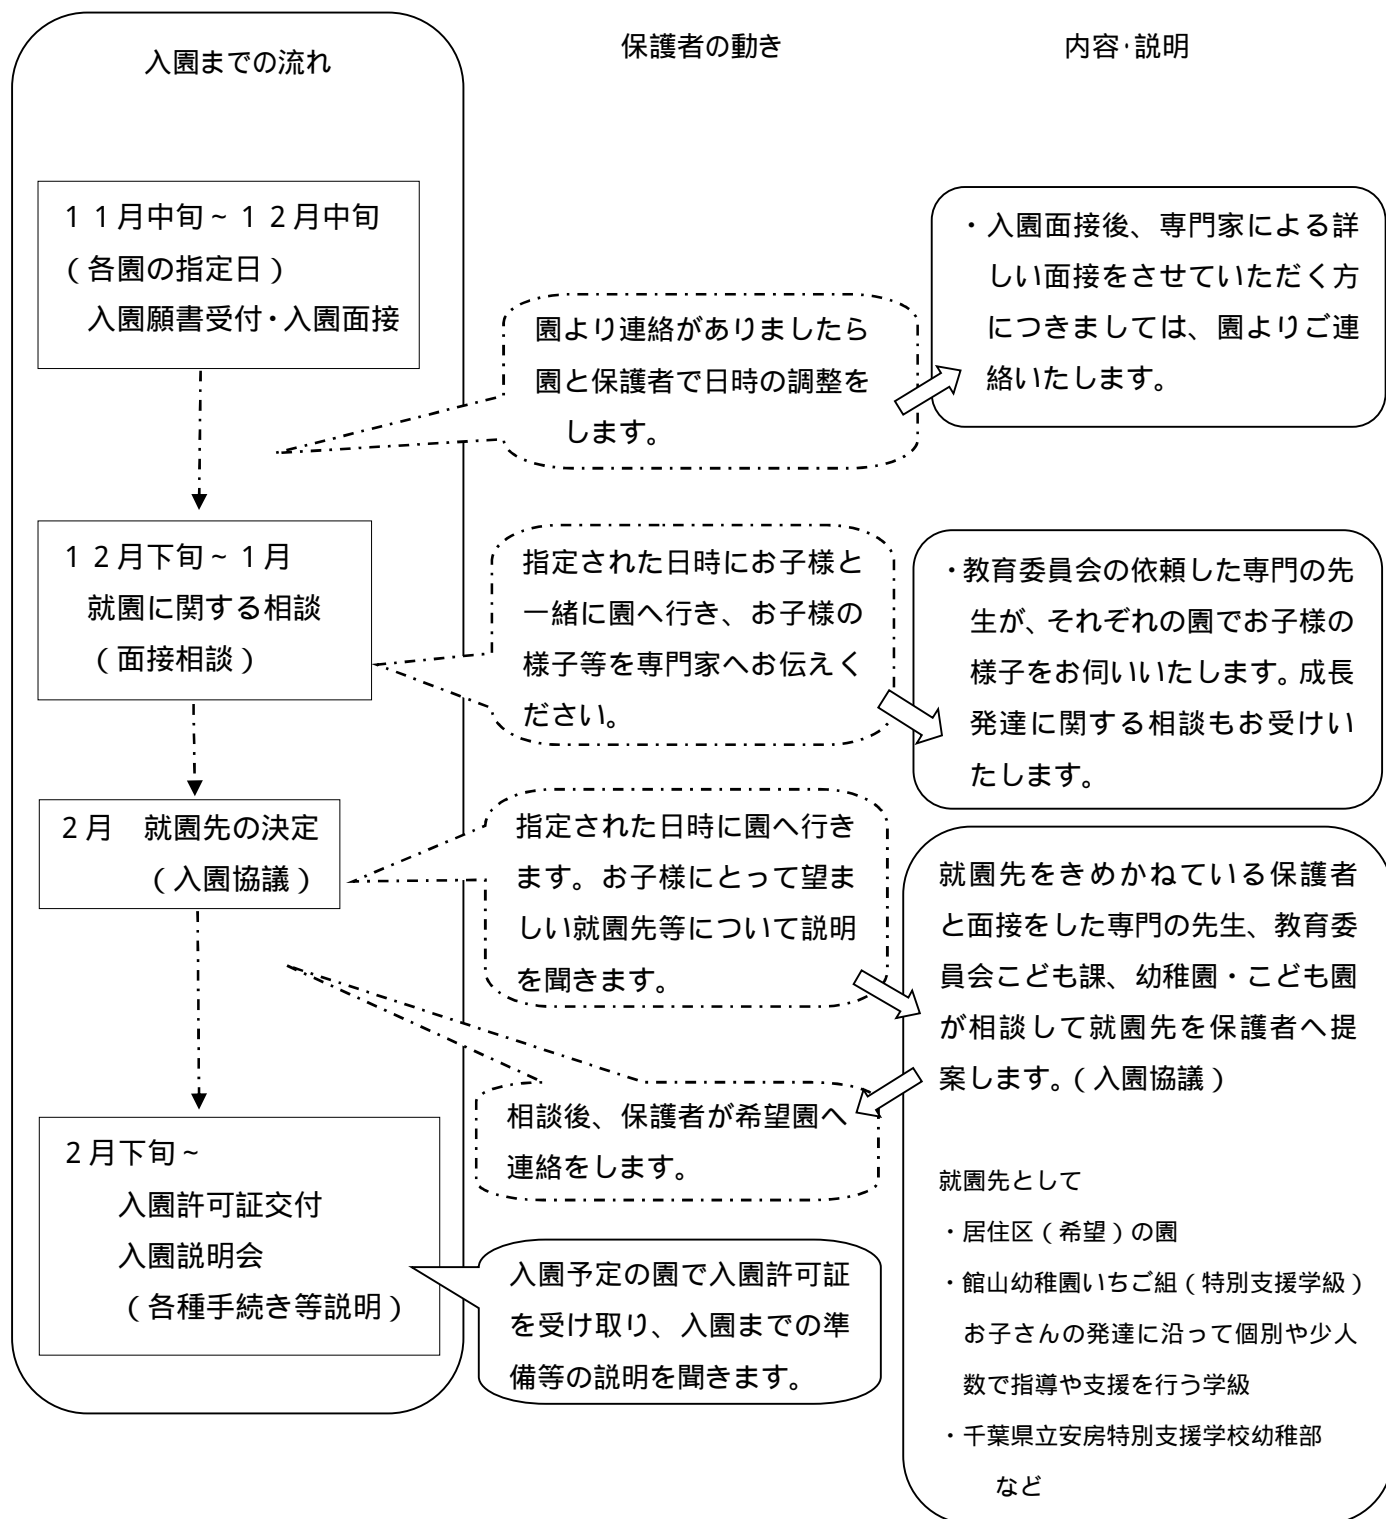 入園までの流れ
保護者の動き
内容・説明
１１月中旬～１２月中旬
（各園の指定日）
入園願書受付・入園面接
園より連絡がありましたら
園と保護者で日時の調整を
します。
・入園面接後、専門家による詳
しい面接をさせていただく方
につきましては、園よりご連
絡いたします。
１２月下旬～１月
就園に関する相談
（面接相談）
指定された日時にお子様と
一緒に園へ行き、お子様の
様子等を専門家へお伝えく
ださい。
・教育委員会の依頼した専門の先
生が、それぞれの園でお子様の
様子をお伺いいたします。成長
発達に関する相談もお受けい
たします。
２月　就園先の決定
（入園協議）
指定された日時に園へ行き
ます。お子様にとって望ま
しい就園先等について説明
を聞きます。
就園先をきめかねている保護者
と面接をした専門の先生、教育委
員会こども課、幼稚園・こども園
が相談して就園先を保護者へ提
案します。（入園協議）
相談後、保護者が希望園へ
連絡をします。
就園先として
・居住区（希望）の園
・館山幼稚園いちご組（特別支援学級）
お子さんの発達に沿って個別や少人
数で指導や支援を行う学級
・千葉県立安房特別支援学校幼稚部
など
２月下旬～
入園許可証交付
入園説明会
（各種手続き等説明）
入園予定の園で入園許可証
を受け取り、入園までの準
備等の説明を聞きます。